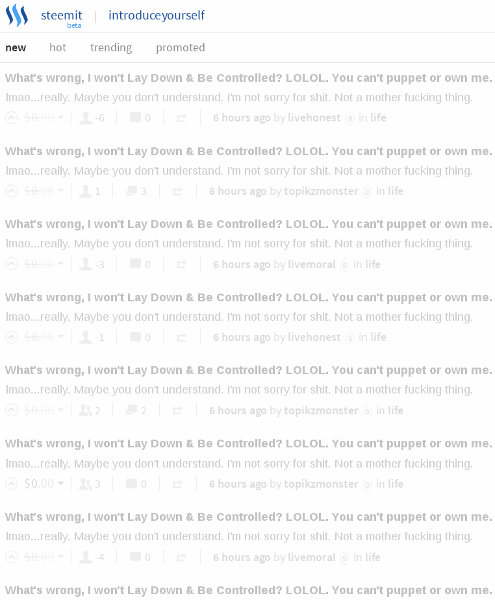 steemit | introduceyourself
beta
new hot trending promoted
What's wrong, I won't Lay Down & Be Controlled? LOLOL. You can't puppet or own me.
lmao...really. Maybe you don't understand. I'm not sorry for shit. Not a mother fucking thing.
$0.00 -6 0 6 hours ago by livehonest 5 in life
What's wrong, I won't Lay Down & Be Controlled? LOLOL. You can't puppet or own me.
lmao...really. Maybe you don't understand. I'm not sorry for shit. Not a mother fucking thing.
$0.00 1 3 6 hours ago by topikzmonster 0 in life
What's wrong, I won't Lay Down & Be Controlled? LOLOL. You can't puppet or own me.
lmao...really. Maybe you don't understand. I'm not sorry for shit. Not a mother fucking thing.
$0.00 -3 0 6 hours ago by livemoral 5 in life
What's wrong, I won't Lay Down & Be Controlled? LOLOL. You can't puppet or own me.
lmao...really. Maybe you don't understand. I'm not sorry for shit. Not a mother fucking thing.
$0.00 -1 0 6 hours ago by livehonest 5 in life
What's wrong, I won't Lay Down & Be Controlled? LOLOL. You can't puppet or own me.
lmao...really. Maybe you don't understand. I'm not sorry for shit. Not a mother fucking thing.
$0.00 2 2 6 hours ago by topikzmonster 0 in life
What's wrong, I won't Lay Down & Be Controlled? LOLOL. You can't puppet or own me.
lmao...really. Maybe you don't understand. I'm not sorry for shit. Not a mother fucking thing.
$0.00 3 0 6 hours ago by topikzmonster 0 in life
What's wrong, I won't Lay Down & Be Controlled? LOLOL. You can't puppet or own me.
lmao...really. Maybe you don't understand. I'm not sorry for shit. Not a mother fucking thing.
$0.00 -4 0 6 hours ago by livemoral 5 in life
What's wrong, I won't Lay Down & Be Controlled? LOLOL. You can't puppet or own me.